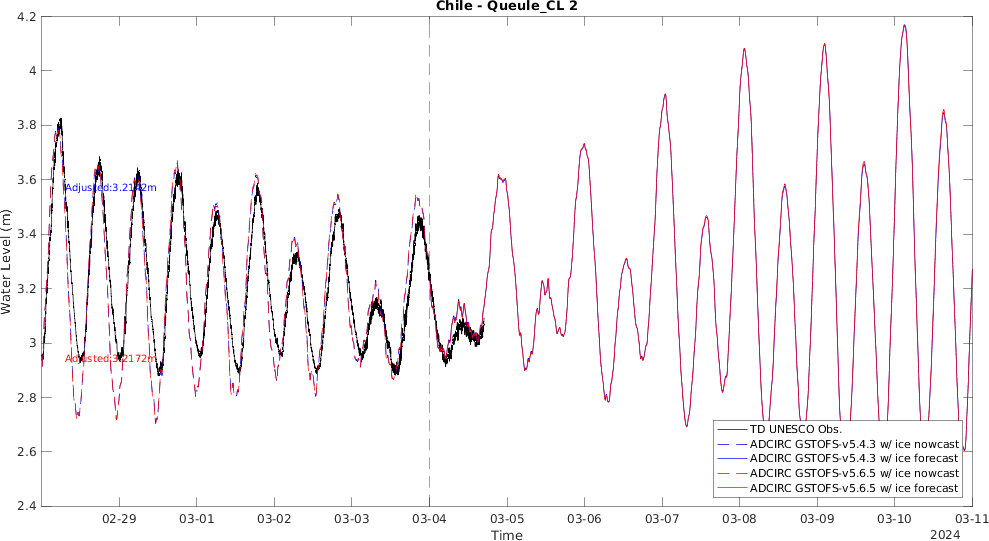 Chile - Queule_CL 2
Water Level (m)
4.2
4
3.8
3.6
3.4
3.2
3
2.8
2.6
2.4
Adjusted:3.2142m
Adjusted:3.2172m
TD UNESCO Obs.
ADCIRC GSTOFS-v5.4.3 w/ ice nowcast
ADCIRC GSTOFS-v5.4.3 w/ ice forecast
ADCIRC GSTOFS-v5.6.5 w/ ice nowcast
ADCIRC GSTOFS-v5.6.5 w/ ice forecast
02-29 03-01 03-02 03-03 03-04 03-05 03-06 03-07 03-08 03-09 03-10 03-11
Time
2024